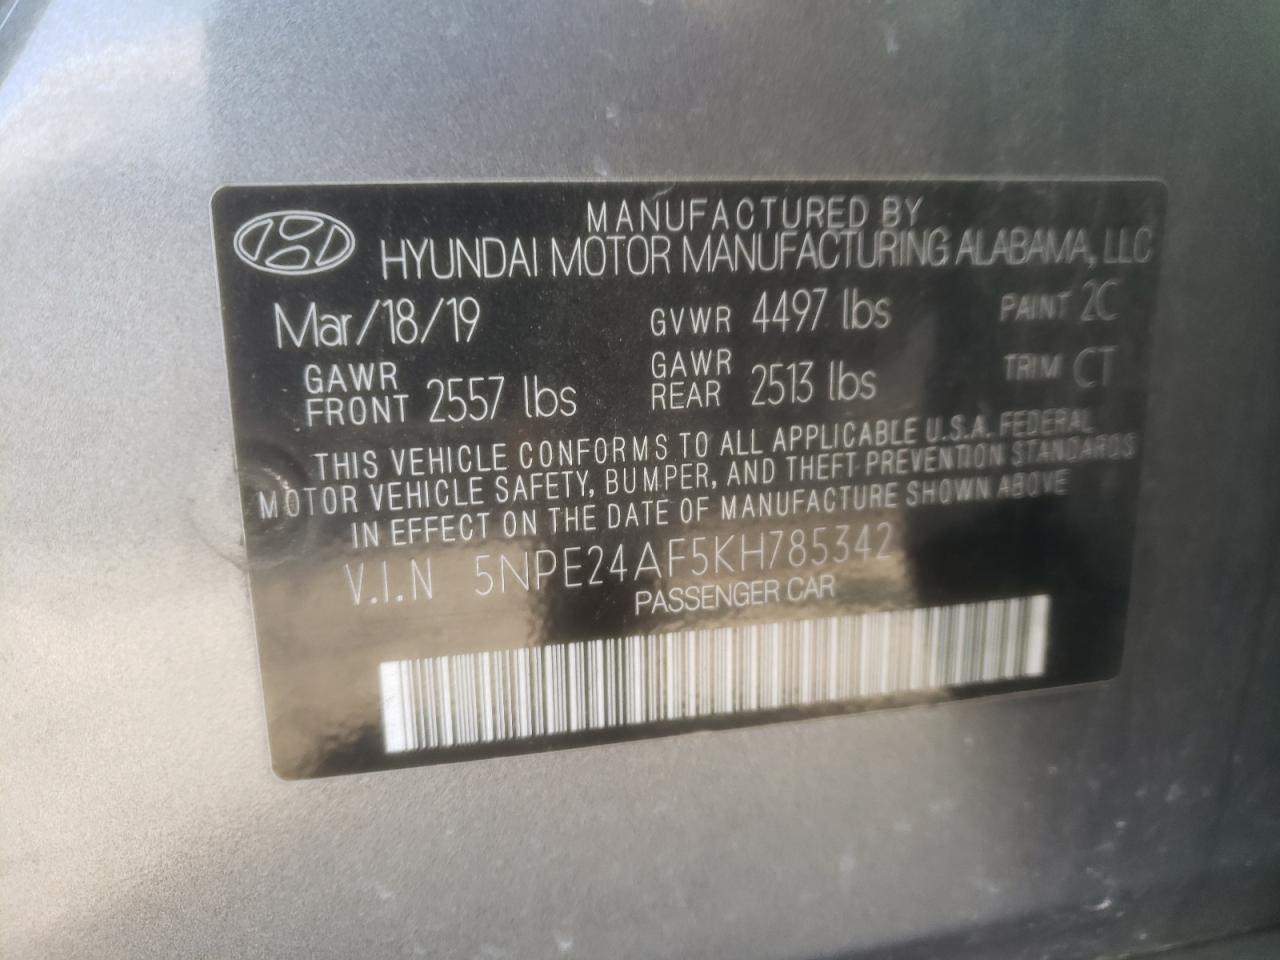 MANUFACTURED BY
HYUNDAI MOTOR MANUFACTURING ALABAMA, LLC
Mar/18/19 GVWR 4497 lbs PAINT 2C
GAWR FRONT 2557 lbs GAWR REAR 2513 lbs TRIM CT
THIS VEHICLE CONFORMS TO ALL APPLICABLE U.S.A. FEDERAL
MOTOR VEHICLE SAFETY, BUMPER, AND THEFT PREVENTION STANDARDS
IN EFFECT ON THE DATE OF MANUFACTURE SHOWN ABOVE
V.I.N 5NPE24AF5KH785342
PASSENGER CAR